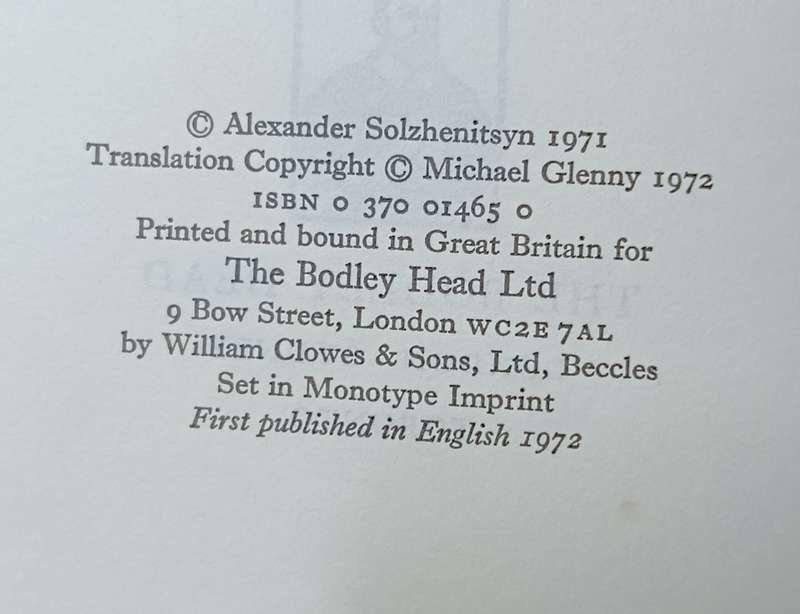 © Alexander Solzhenitsyn 1971
Translation Copyright © Michael Glenny 1972
ISBN 0 370 01465 0
Printed and bound in Great Britain for
The Bodley Head Ltd
9 Bow Street, London WC2E 7AL
by William Clowes & Sons, Ltd, Beccles
Set in Monotype Imprint
First published in English 1972